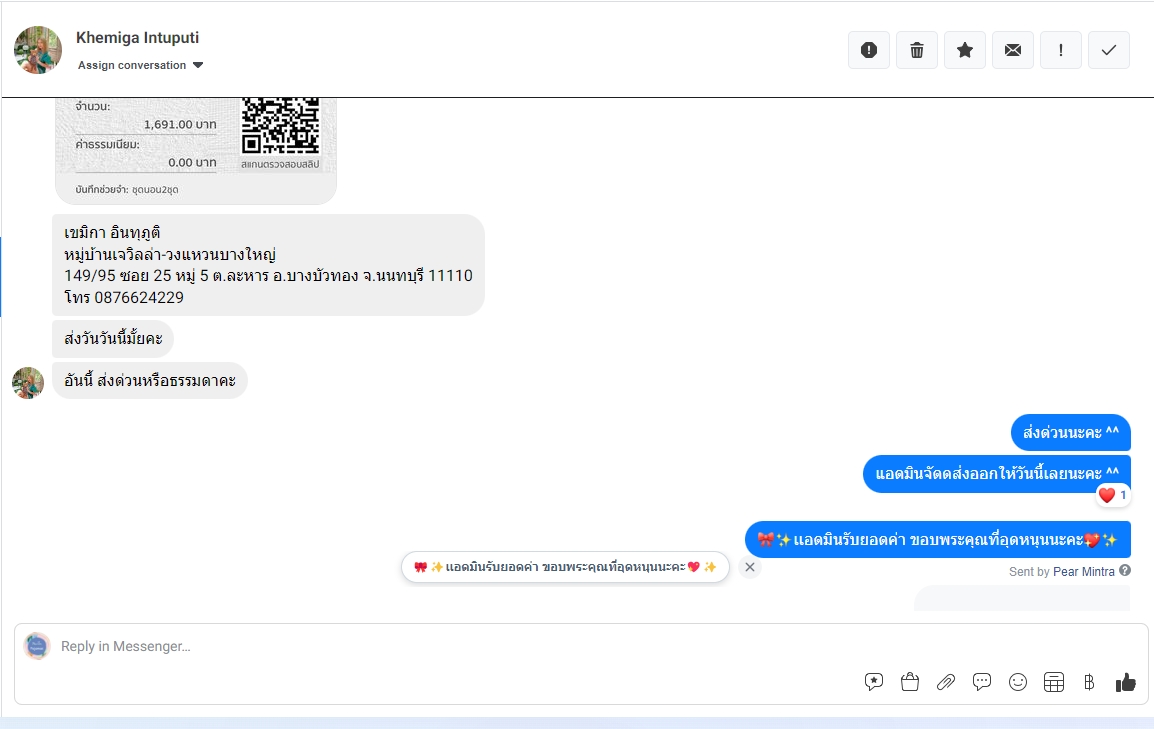 Khemiga Intuputi
Assign conversation
จำนวน:
1,691.00 บาท
ค่าธรรมเนียม:
0.00 บาท
สแกนตรวจสอบสลิป
บันทึกช่วยจำ: ชุดนอน2ชุด
เขมิกา อินทุภูติ
หมู่บ้านเจวิลล่า-วงแหวนบางใหญ่
149/95 ซอย 25 หมู่ 5 ต.ละหาร อ.บางบัวทอง จ.นนทบุรี 11110
โทร 0876624229
ส่งวันวันนี้มั้ยคะ
อันนี้ ส่งด่วนหรือธรรมดาคะ
ส่งด่วนนะคะ ^^
แอดมินจัดดส่งออกให้วันนี้เลยนะคะ ^^
❤️ 1
🎀✨แอดมินรับยอดค่า ขอบพระคุณที่อุดหนุนนะคะ💖✨
🎀✨แอดมินรับยอดค่า ขอบพระคุณที่อุดหนุนนะคะ💖✨
Sent by Pear Mintra
Reply in Messenger...